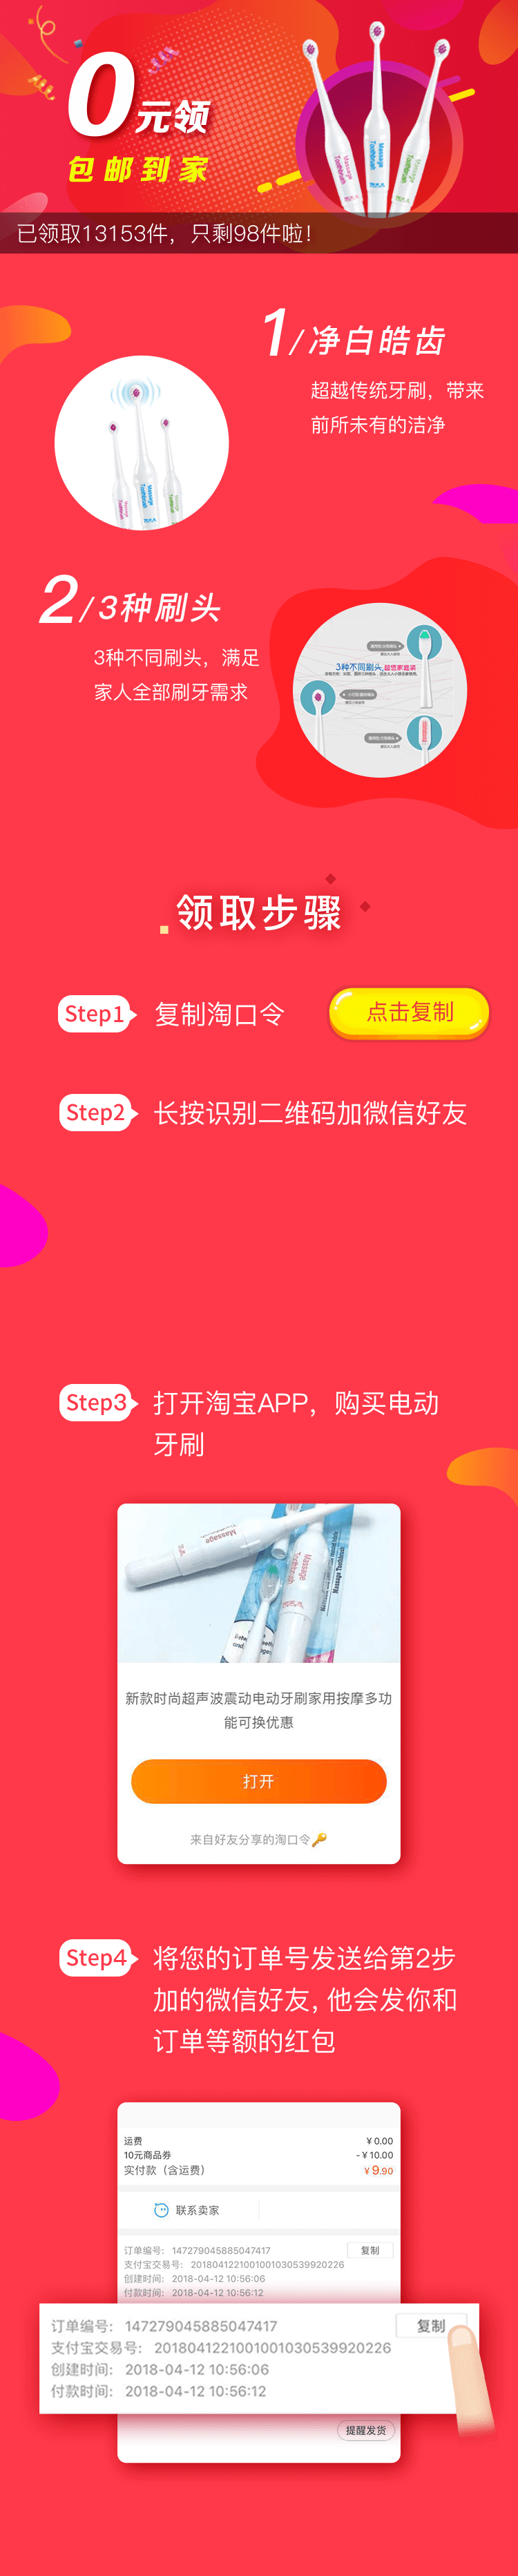 0元领
包邮到家
已领取13153件，只剩98件啦！
1/净白皓齿
超越传统牙刷，带来
前所未有的洁净
Massage
Toothbrush
2/3种刷头
3种不同刷头，满足
家人全部刷牙需求
3种不同刷头,超值家庭装
领取步骤
Step1 复制淘口令 点击复制
Step2 长按识别二维码加微信好友
Step3 打开淘宝APP，购买电动
牙刷
Massage
Toothbrush
新款时尚超声波震动电动牙刷家用按摩多功
能可换优惠
打开
来自好友分享的淘口令
Step4 将您的订单号发送给第2步
加的微信好友, 他会发你和
订单等额的红包
运费 ￥0.00
10元商品券 -￥10.00
实付款（含运费） ￥9.90
联系卖家
订单编号: 147279045885047417 复制
支付宝交易号: 2018041221001001030539920226
创建时间: 2018-04-12 10:56:06
付款时间: 2018-04-12 10:56:12
订单编号: 147279045885047417 复制
支付宝交易号: 2018041221001001030539920226
创建时间: 2018-04-12 10:56:06
付款时间: 2018-04-12 10:56:12
提醒发货